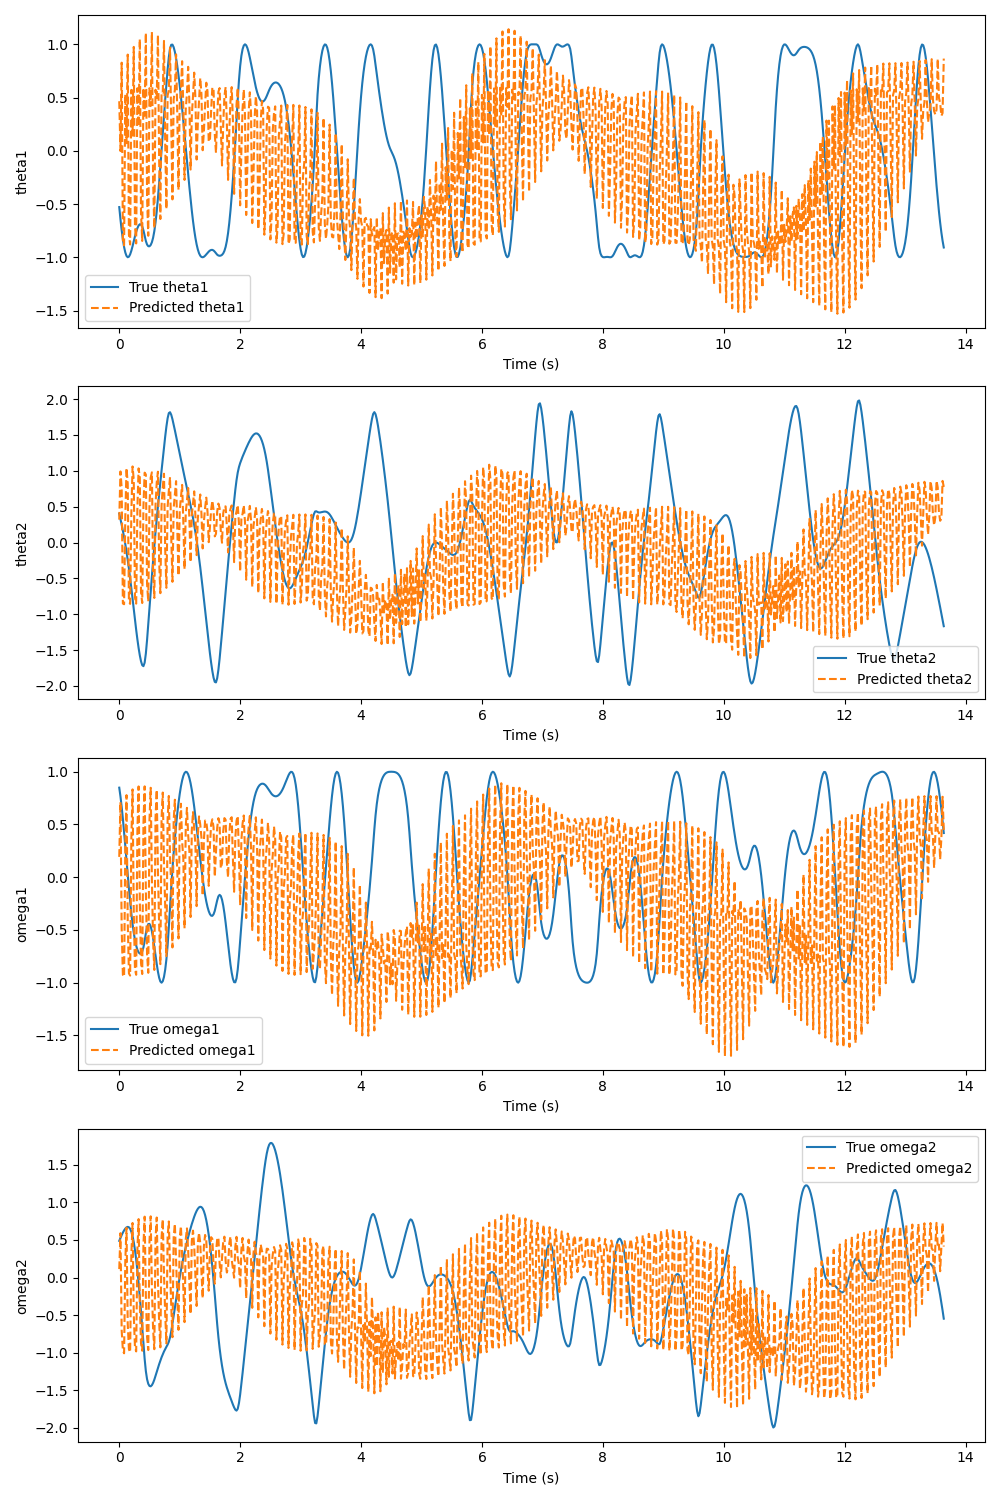 1.0
0.5
0.0
−0.5
−1.0
−1.5
theta1
True theta1
Predicted theta1
0 2 4 6 8 10 12 14
Time (s)
2.0
1.5
1.0
0.5
0.0
−0.5
−1.0
−1.5
−2.0
theta2
True theta2
Predicted theta2
0 2 4 6 8 10 12 14
Time (s)
1.0
0.5
0.0
−0.5
−1.0
−1.5
omega1
True omega1
Predicted omega1
0 2 4 6 8 10 12 14
Time (s)
1.5
1.0
0.5
0.0
−0.5
−1.0
−1.5
−2.0
omega2
True omega2
Predicted omega2
0 2 4 6 8 10 12 14
Time (s)